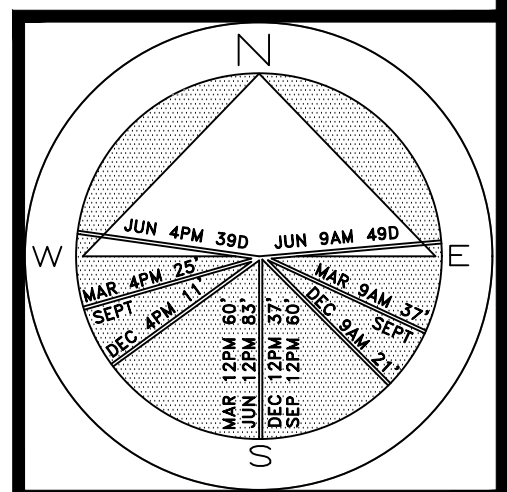 N
JUN 4PM 39D
JUN 9AM 49D
W
E
MAR 4PM 25'
SEPT
DEC 4PM 11'
MAR 9AM 37'
SEPT
DEC 9AM 21'
MAR 12PM 60'
JUN 12PM 83'
DEC 12PM 37'
SEP 12PM 60'
S